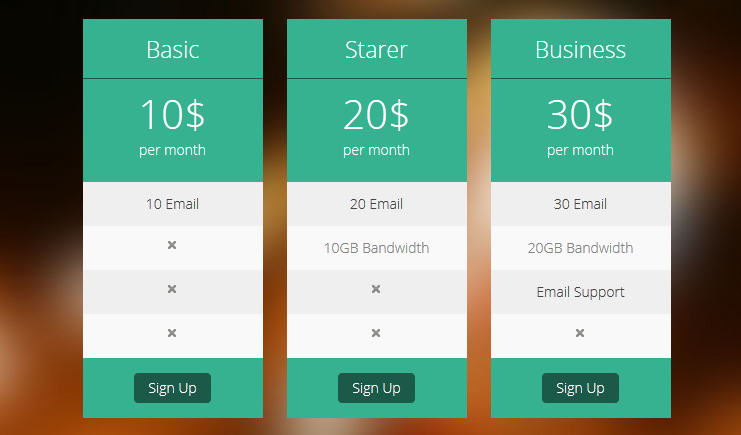 Basic
10$
per month
10 Email
Sign Up
Starer
20$
per month
20 Email
10GB Bandwidth
Sign Up
Business
30$
per month
30 Email
20GB Bandwidth
Email Support
Sign Up